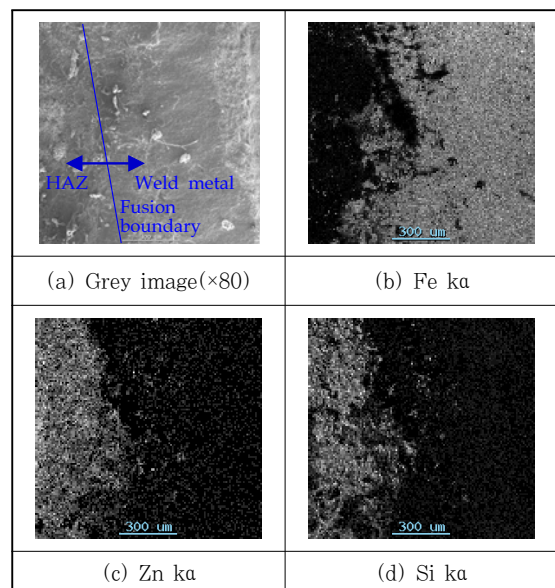 HAZ
Weld metal
Fusion
boundary
(a) Grey image(×80)
300 um
(b) Fe kα
300 um
(c) Zn kα
300 um
(d) Si kα